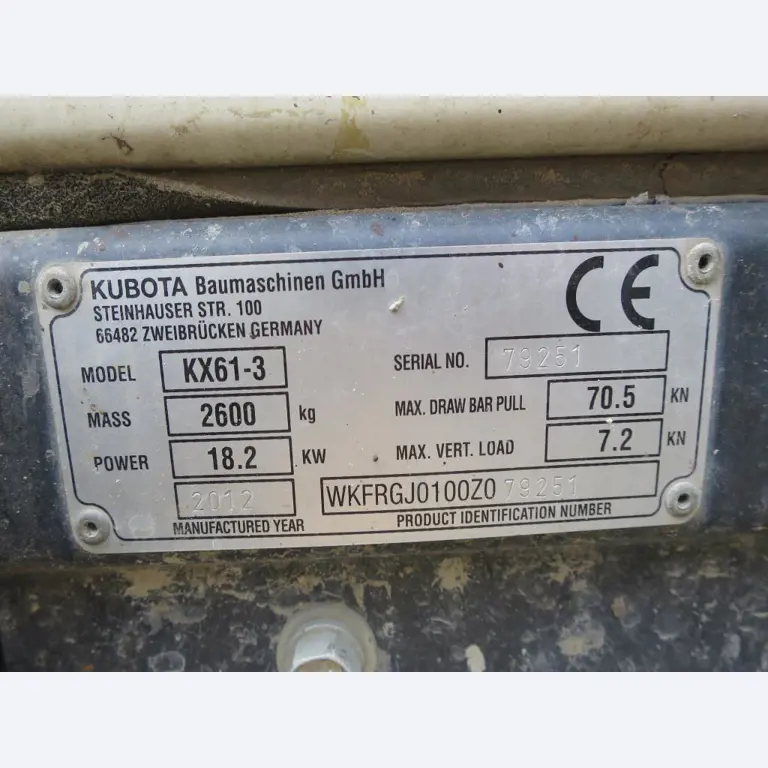 KUBOTA Baumaschinen GmbH
STEINHAUSER STR. 100
66482 ZWEIBRÜCKEN GERMANY
CE
MODEL KX61-3
SERIAL NO. 79251
MASS 2600 kg
MAX. DRAW BAR PULL 70.5 KN
POWER 18.2 KW
MAX. VERT. LOAD 7.2 KN
2012
MANUFACTURED YEAR
WKFRGJ0100Z079251
PRODUCT IDENTIFICATION NUMBER